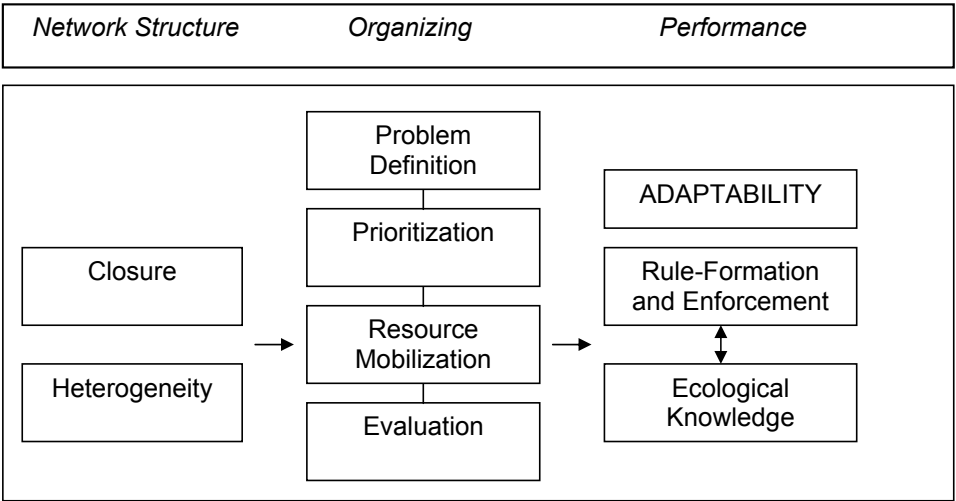 Network Structure Organizing Performance
Problem
Definition
Prioritization
Resource
Mobilization
Evaluation
Closure
Heterogeneity
ADAPTABILITY
Rule-Formation
and Enforcement
Ecological
Knowledge